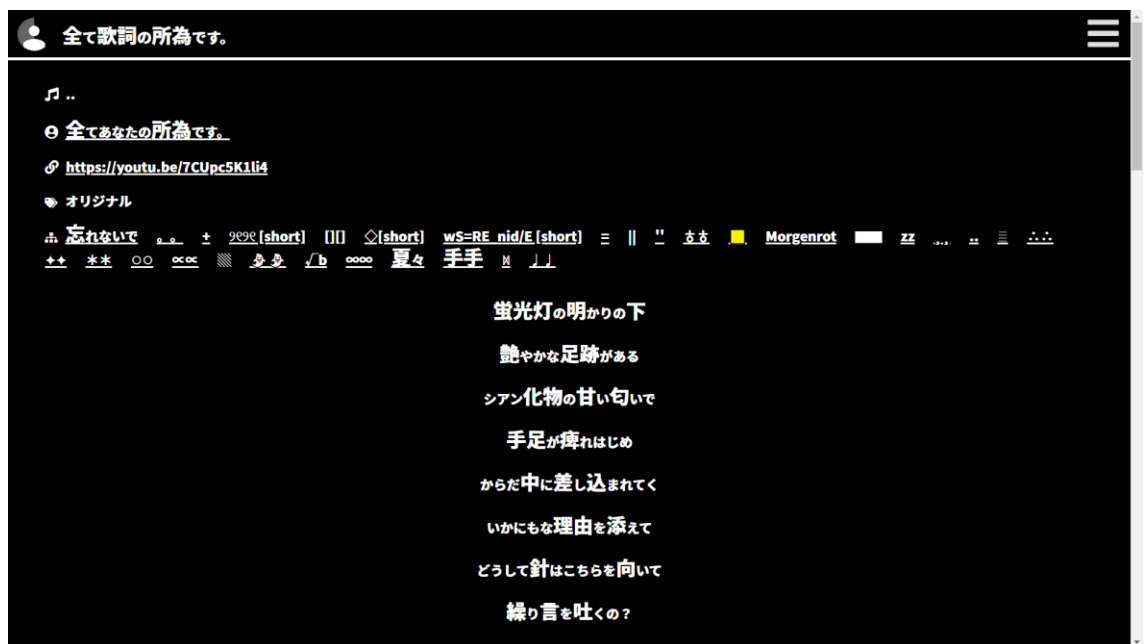 全て歌詞の所為です。
..
全てあなたの所為です。
https://youtu.be/7CUpc5K1li4
オリジナル
忘れないで 。。 + ୨୧୨୧[short] [][] ◇[short] wS=RE_nid/E[short] = || " ㅎㅎ .🟨. Morgenrot ■■ zz .,.,. .. ≡ ∴∴
++ ** ○○ ∝∝ ▧ ⛄⛄ √b ∞∞ 夏々 手手 ♩♩
蛍光灯の明かりの下
艶やかな足跡がある
シアン化物の甘い匂いで
手足が痺れはじめ
からだ中に差し込まれてく
いかにもな理由を添えて
どうして針はこちらを向いて
繰り言を吐くの？